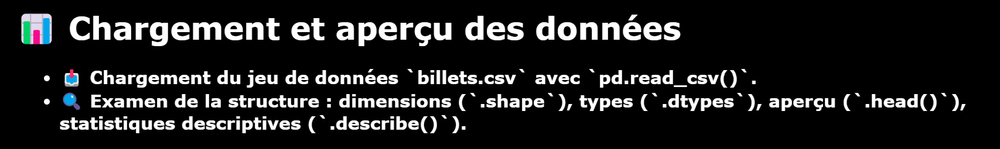 Chargement et aperçu des données
• Chargement du jeu de données `billets.csv` avec `pd.read_csv()`.
• Examen de la structure : dimensions (`.shape`), types (`.dtypes`), aperçu (`.head()`),
statistiques descriptives (`.describe()`).